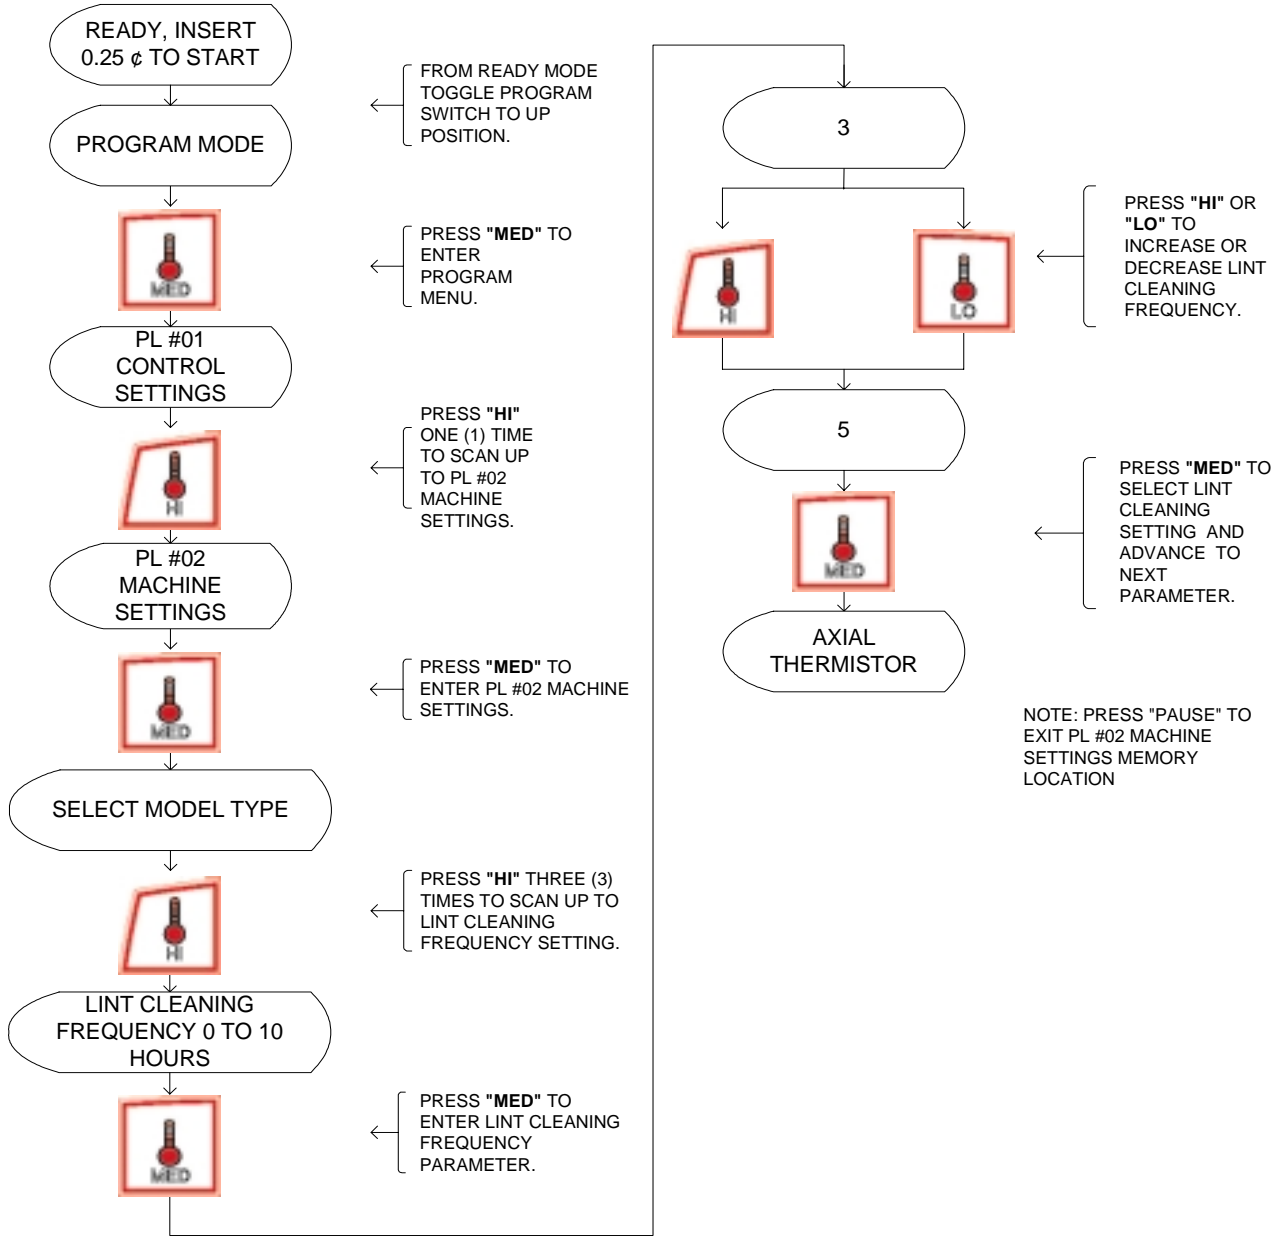 READY, INSERT
0.25 ¢ TO START
FROM READY MODE
TOGGLE PROGRAM
SWITCH TO UP
POSITION.
PROGRAM MODE
MED
PRESS "MED" TO
ENTER
PROGRAM
MENU.
PL #01
CONTROL
SETTINGS
HI
PRESS "HI"
ONE (1) TIME
TO SCAN UP
TO PL #02
MACHINE
SETTINGS.
PL #02
MACHINE
SETTINGS
MED
PRESS "MED" TO
ENTER PL #02 MACHINE
SETTINGS.
SELECT MODEL TYPE
HI
PRESS "HI" THREE (3)
TIMES TO SCAN UP TO
LINT CLEANING
FREQUENCY SETTING.
LINT CLEANING
FREQUENCY 0 TO 10
HOURS
MED
PRESS "MED" TO
ENTER LINT CLEANING
FREQUENCY
PARAMETER.
3
HI
LO
PRESS "HI" OR
"LO" TO
INCREASE OR
DECREASE LINT
CLEANING
FREQUENCY.
5
MED
PRESS "MED" TO
SELECT LINT
CLEANING
SETTING AND
ADVANCE TO
NEXT
PARAMETER.
AXIAL
THERMISTOR
NOTE: PRESS "PAUSE" TO
EXIT PL #02 MACHINE
SETTINGS MEMORY
LOCATION